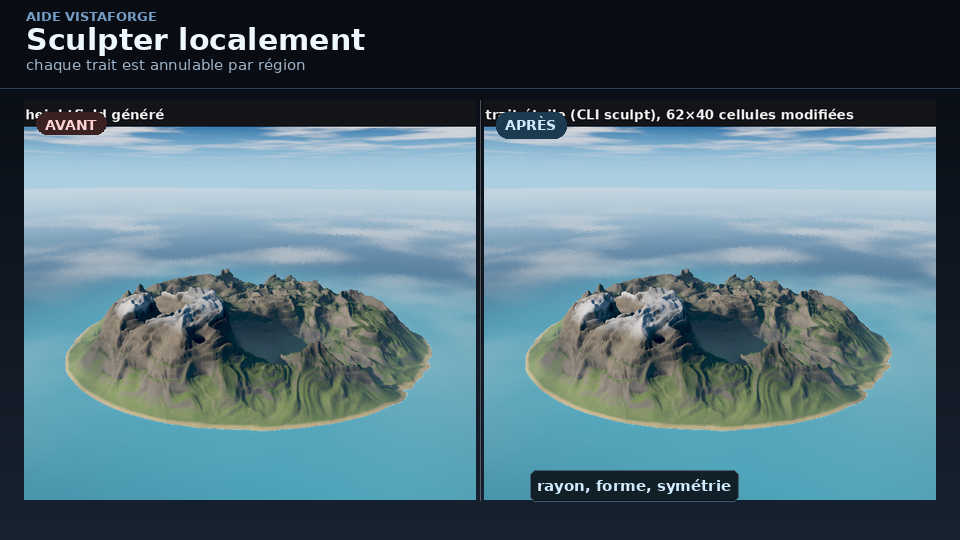 AIDE VISTAFORGE
Sculpter localement
chaque trait est annulable par région
heightfield généré
AVANT
trait étoile (CLI sculpt), 62×40 cellules modifiées
APRÈS
rayon, forme, symétrie